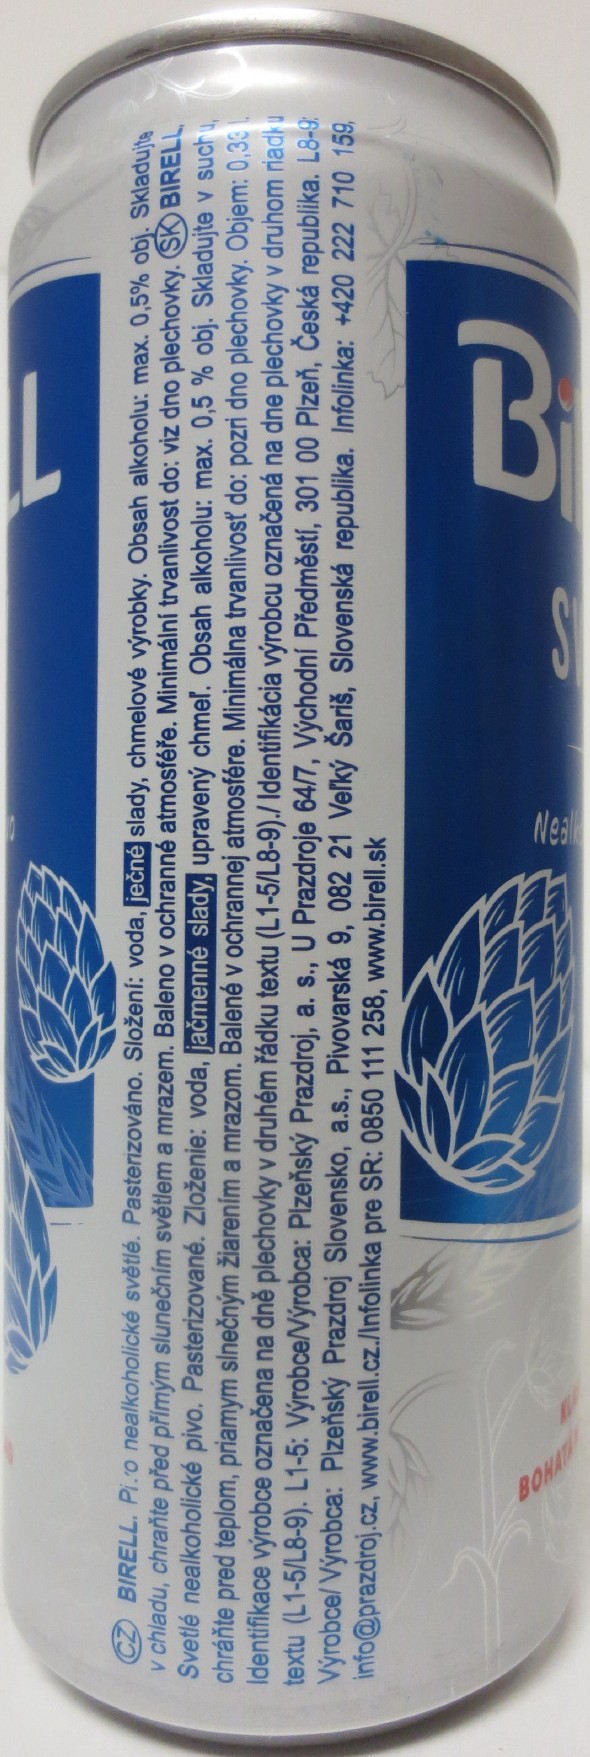 CZ BIRELL. Pivo nealkoholické světlé. Pasterizováno. Složení: voda, ječné slady, chmelové výrobky. Obsah alkoholu: max. 0,5% obj. Skladujte
v chladu, chraňte před přímým slunečním světlem a mrazem. Baleno v ochranné atmosféře. Minimální trvanlivost do: viz dno plechovky. SK BIRELL.
Svetlé nealkoholické pivo. Pasterizované. Zloženie: voda, jačmenné slady, upravený chmeľ. Obsah alkoholu: max. 0,5 % obj. Skladujte v suchu,
chráňte pred teplom, priamym slnečným žiarením a mrazom. Balené v ochrannej atmosfére. Minimálna trvanlivosť do: pozri dno plechovky. Objem: 0,33 l.
Identifikace výrobce označena na dně plechovky v druhém řádku textu (L1-5/L8-9)./ Identifikácia výrobcu označená na dne plechovky v druhom riadku
textu (L1-5/L8-9). L1-5: Výrobce/Výrobca: Plzeňský Prazdroj, a. s., U Prazdroje 64/7, Východní Předměstí, 301 00 Plzeň, Česká republika. L8-9:
Výrobce/ Výrobca: Plzeňský Prazdroj Slovensko, a.s., Pivovarská 9, 082 21 Veľký Šariš, Slovenská republika. Infolinka: +420 222 710 159,
info@prazdroj.cz, www.birell.cz./Infolinka pre SR: 0850 111 258, www.birell.sk
Bi